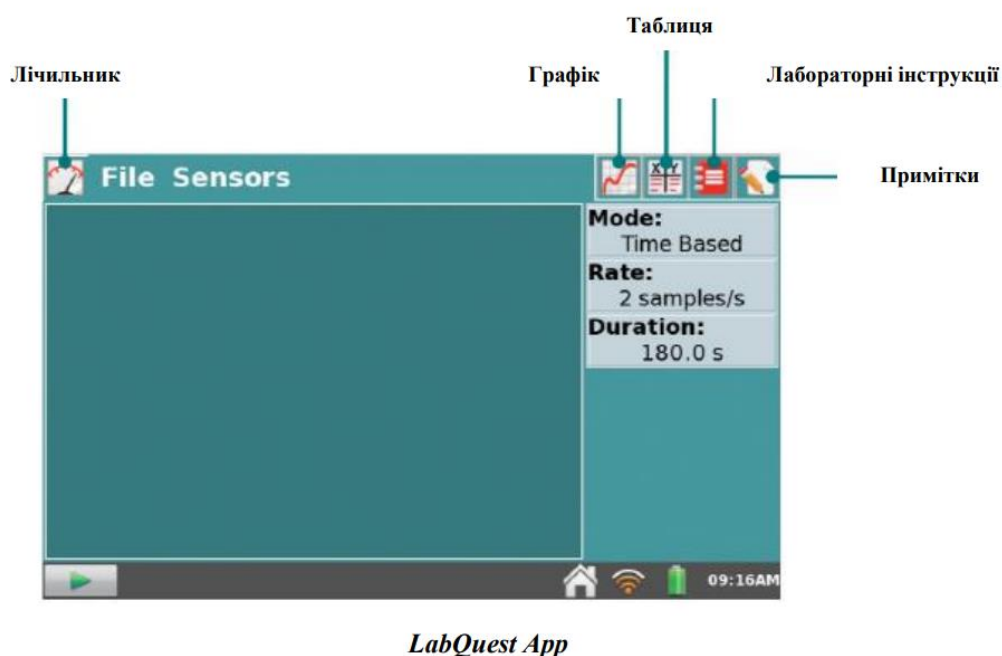 Таблиця
Лічильник
Графік
Лабораторні інструкції
File Sensors
X Y
Примітки
Mode:
Time Based
Rate:
2 samples/s
Duration:
180.0 s
09:16AM
LabQuest App